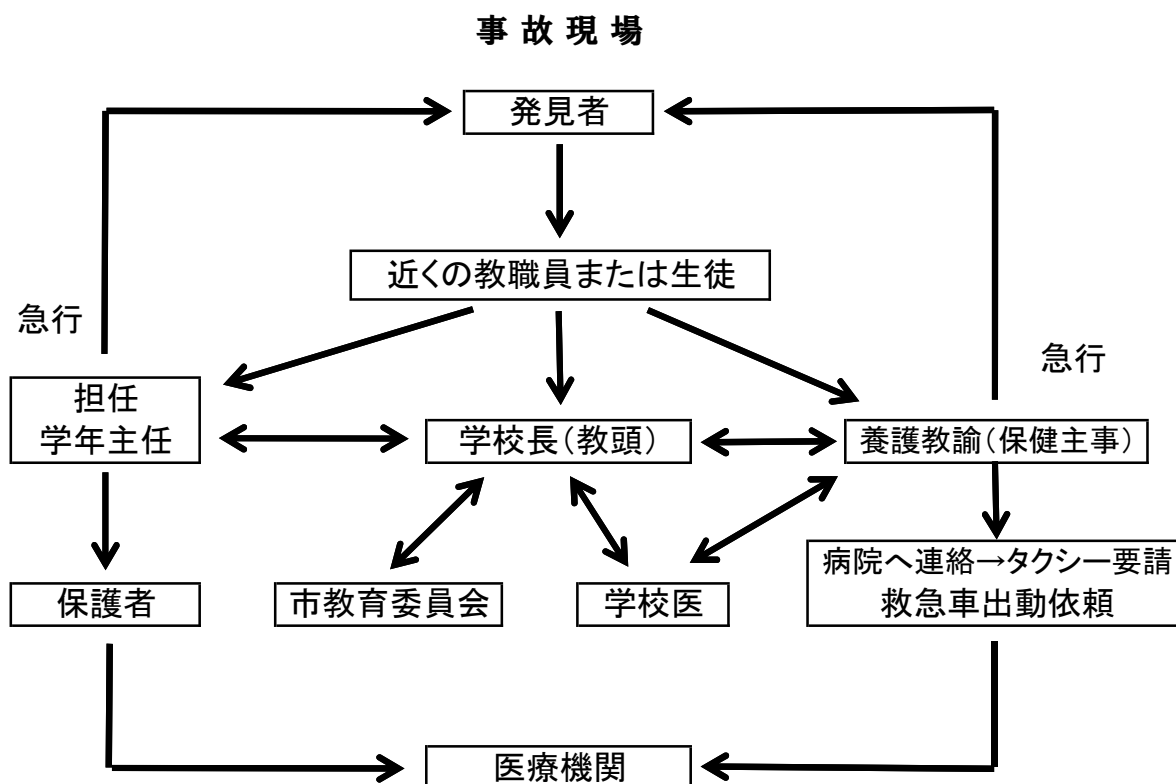 事故現場
発見者
近くの教職員または生徒
急行
急行
担任
学年主任
学校長(教頭)
養護教諭(保健主事)
保護者
市教育委員会
学校医
病院へ連絡→タクシー要請
救急車出動依頼
医療機関